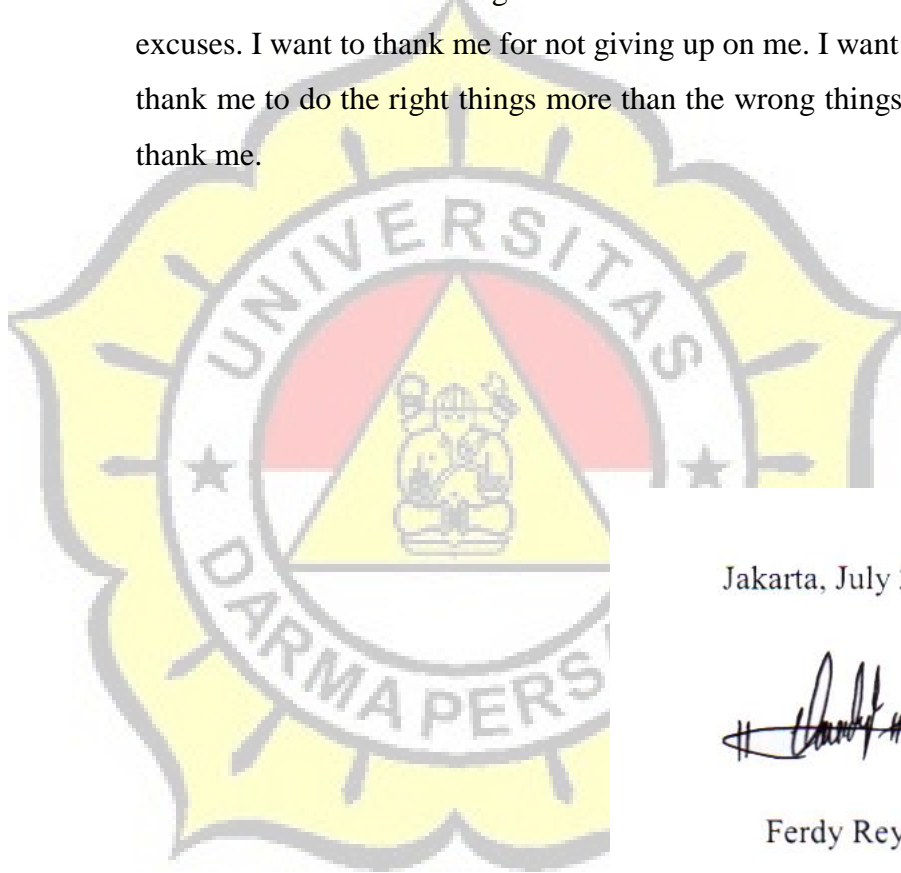 excuses. I want to thank me for not giving up on me. I want
thank me to do the right things more than the wrong things
thank me.
UNIVERSITAS
DARMA PERS
Jakarta, July
Ferdy Rey